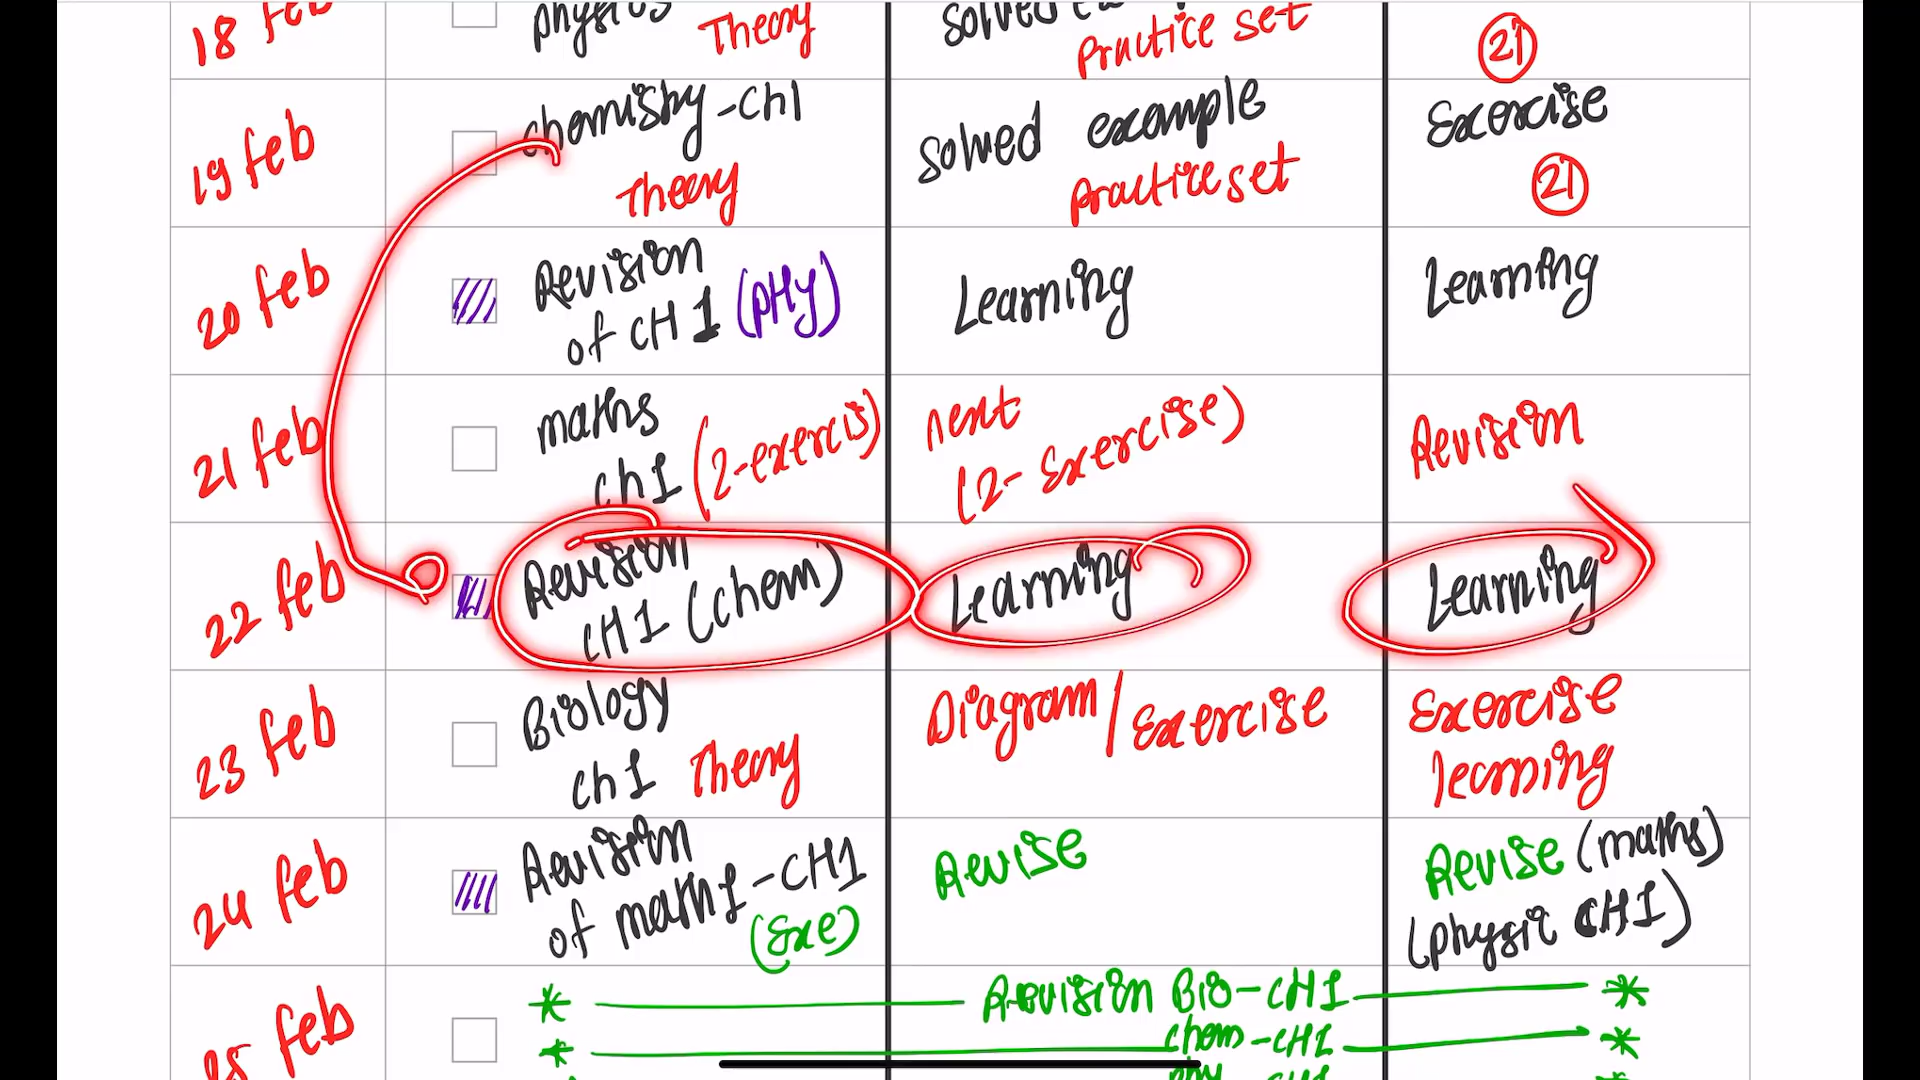 18 feb physics Theory Practice set 21
19 feb chemistry-Ch1 Theory Solved example Practice set Exercise 21
20 feb Revision of CH 1 (PHy) Learning Learning
21 feb maths ch1 (2-exercis) next (2-Exercise) Revision
22 feb Revision CH1 (chem) Learning Learning
23 feb Biology ch1 Theory Diagram/Exercise Exercise learning
24 feb Revision of math1-CH1 (Exe) Revise Revise (maths) (physic CH1)
25 feb * Revision Bio-CH1 *
* chem-CH1 *